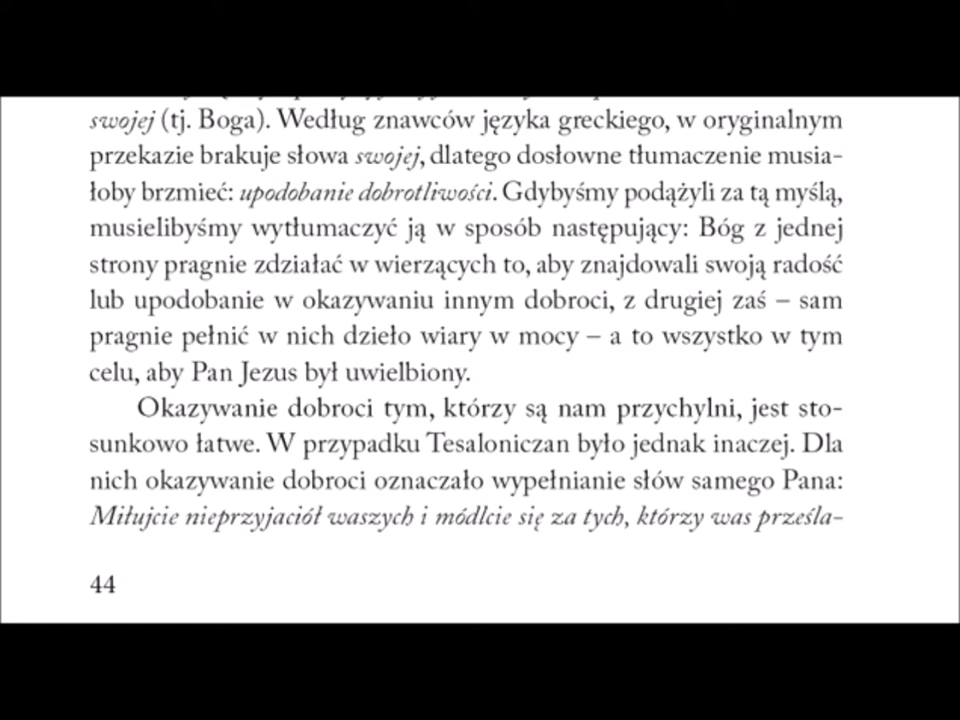 swojej (tj. Boga). Według znawców języka greckiego, w oryginalnym
przekazie brakuje słowa swojej, dlatego dosłowne tłumaczenie musia-
łoby brzmieć: upodobanie dobrotliwości. Gdybyśmy podążyli za tą myślą,
musielibyśmy wytłumaczyć ją w sposób następujący: Bóg z jednej
strony pragnie zdziałać w wierzących to, aby znajdowali swoją radość
lub upodobanie w okazywaniu innym dobroci, z drugiej zaś – sam
pragnie pełnić w nich dzieło wiary w mocy – a to wszystko w tym
celu, aby Pan Jezus był uwielbiony.
Okazywanie dobroci tym, którzy są nam przychylni, jest sto-
sunkowo łatwe. W przypadku Tesaloniczan było jednak inaczej. Dla
nich okazywanie dobroci oznaczało wypełnianie słów samego Pana:
Miłujcie nieprzyjaciół waszych i módlcie się za tych, którzy was prześla-
44